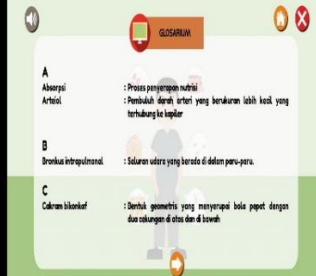 GLOSARIUM
A
Absorpsi : Proses penyerapan nutrisi
Arteiol : Pembuluh darah arteri yang berukuran lebih kecil yang
terhubung ke kapiler
B
Bronkus intrapulmonal : Saluran udara yang berada di dalam paru-paru.
C
Cakram bikonkaf : Bentuk geometris yang menyerupai bola pepat dengan
dua cekungan di atas dan di bawah